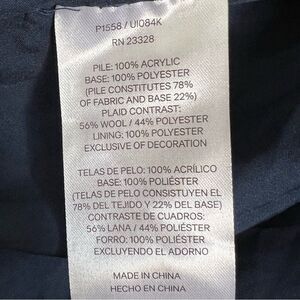 P1558 / UI084K
RN 23328
PILE: 100% ACRYLIC
BASE: 100% POLYESTER
(PILE CONSTITUTES 78%
OF FABRIC AND BASE 22%)
PLAID CONTRAST:
56% WOOL / 44% POLYESTER
LINING: 100% POLYESTER
EXCLUSIVE OF DECORATION
TELAS DE PELO: 100% ACRÍLICO
BASE: 100% POLIÉSTER
(TELAS DE PELO CONSISTUYEN EL
78% DEL TEJIDO Y 22% DEL BASE)
CONTRASTE DE CUADROS:
56% LANA / 44% POLIÉSTER
FORRO: 100% POLIÉSTER
EXCLUYENDO EL ADORNO
MADE IN CHINA
HECHO EN CHINA